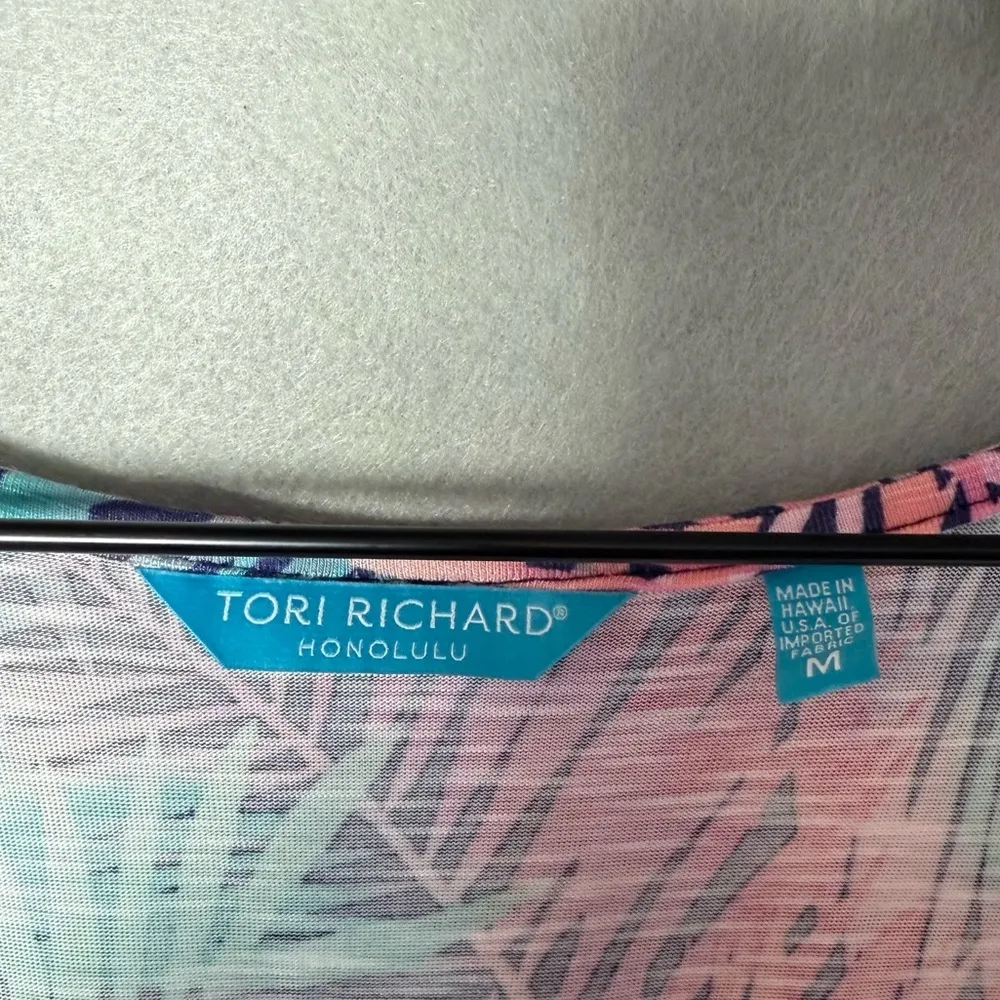 TORI RICHARD®
HONOLULU
MADE IN
HAWAII,
U.S.A. OF
IMPORTED
FABRIC
M